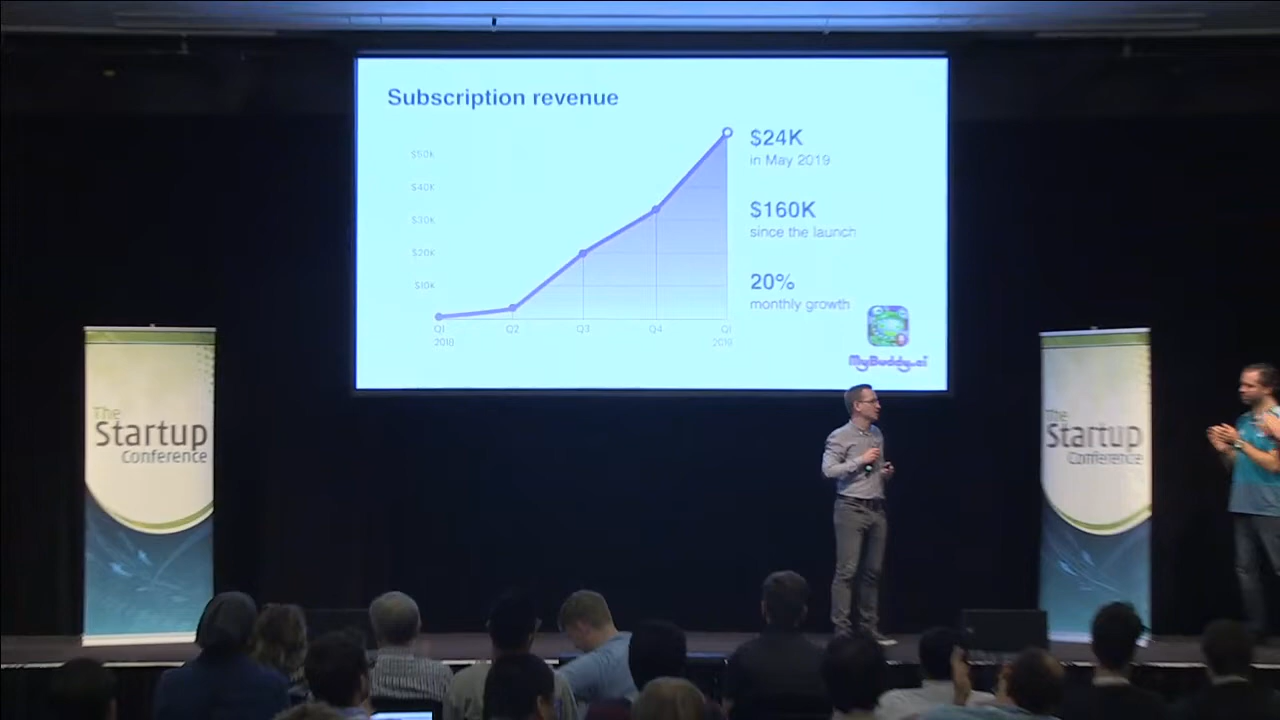 Subscription revenue
$50K
$40K
$30K
$20K
$10K
Q1
2018
Q2
Q3
Q4
Q1
2019
$24K
in May 2019
$160K
since the launch
20%
monthly growth
MyBuddy.ai
The
Startup
Conference
The
Startup
Conference